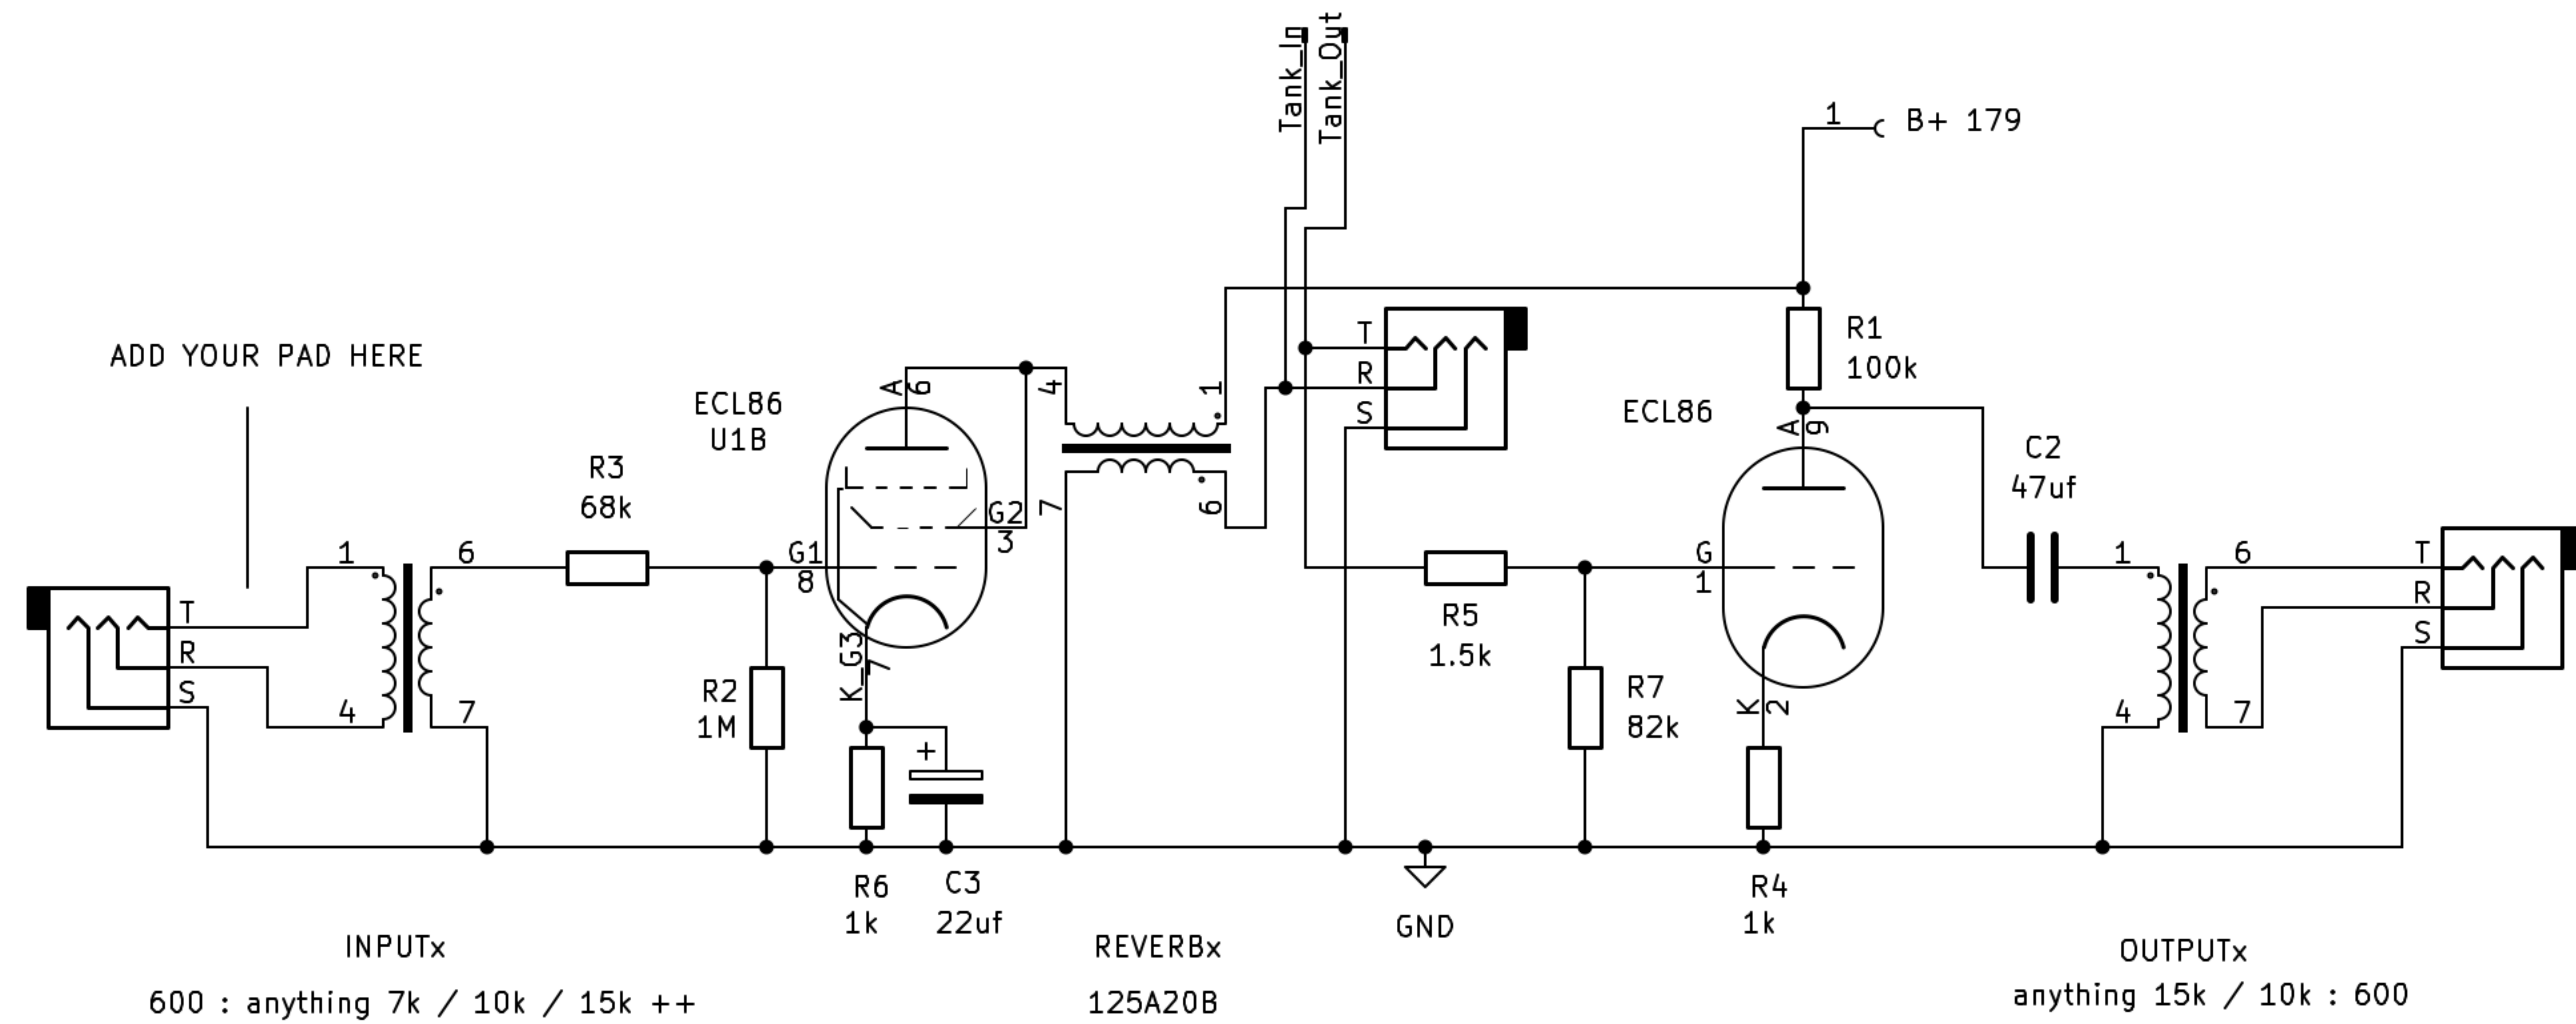 Tank_In
Tank_Out
1
B+ 179
ADD YOUR PAD HERE
ECL86
U1B
A
6
4
1
T
R
S
R1
100k
ECL86
A
9
C2
47uf
R3
68k
G2
3
7
6
1
6
G1
8
G
1
1
6
T
R
S
T
R
S
4
7
R5
1.5k
K_G3
7
R2
1M
+
R7
82k
K
2
4
7
R6
1k
C3
22uf
GND
R4
1k
INPUTx
600 : anything 7k / 10k / 15k ++
REVERBx
125A20B
OUTPUTx
anything 15k / 10k : 600